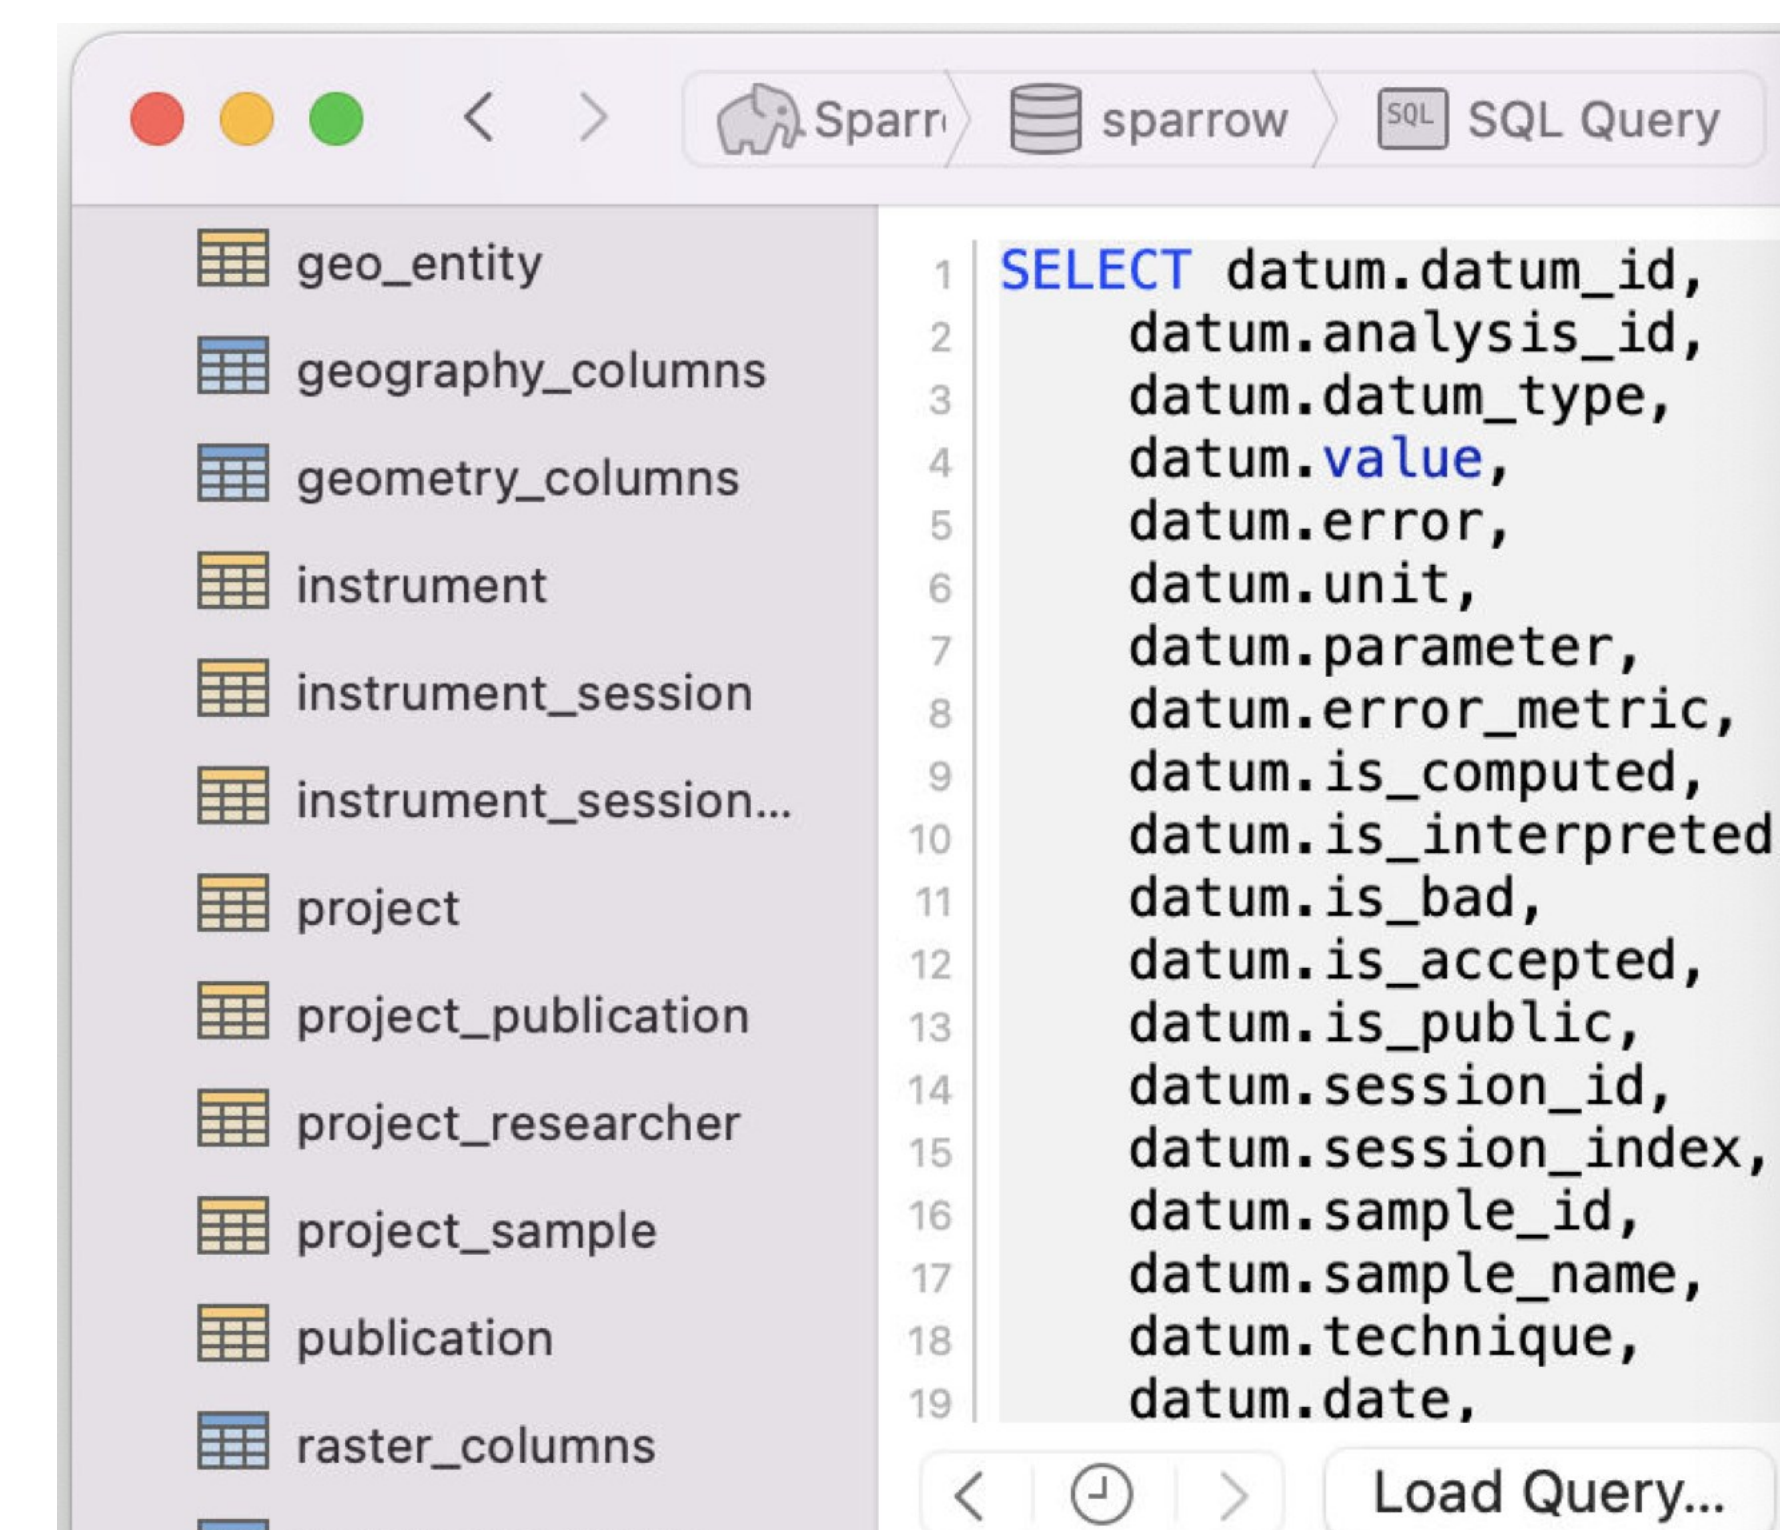 Sparr
sparrow
SQL
SQL Query
geo_entity
geography_columns
geometry_columns
instrument
instrument_session
instrument_session...
project
project_publication
project_researcher
project_sample
publication
raster_columns
1 SELECT datum.datum_id,
2 datum.analysis_id,
3 datum.datum_type,
4 datum.value,
5 datum.error,
6 datum.unit,
7 datum.parameter,
8 datum.error_metric,
9 datum.is_computed,
10 datum.is_interpreted
11 datum.is_bad,
12 datum.is_accepted,
13 datum.is_public,
14 datum.session_id,
15 datum.session_index,
16 datum.sample_id,
17 datum.sample_name,
18 datum.technique,
19 datum.date,
Load Query...